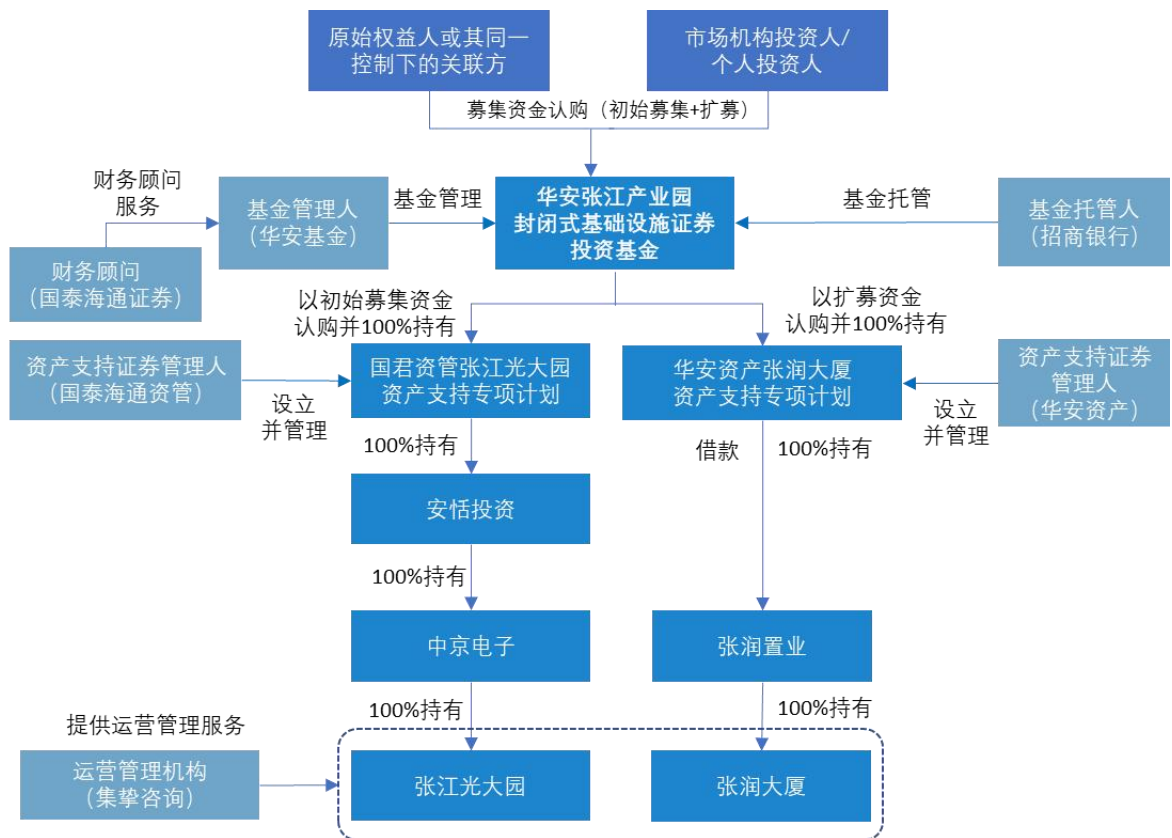 原始权益人或其同一
控制下的关联方
市场机构投资人/
个人投资人
募集资金认购（初始募集+扩募）
财务顾问
服务
基金管理人
（华安基金）
基金管理
华安张江产业园
封闭式基础设施证券
投资基金
基金托管
基金托管人
（招商银行）
财务顾问
（国泰海通证券）
以初始募集资金
认购并100%持有
以扩募资金
认购并100%持有
资产支持证券管理人
（国泰海通资管）
设立
并管理
国君资管张江光大园
资产支持专项计划
华安资产张润大厦
资产支持专项计划
设立
并管理
资产支持证券
管理人
（华安资产）
100%持有
借款
100%持有
安恬投资
100%持有
中京电子
张润置业
100%持有
100%持有
提供运营管理服务
运营管理机构
（集挚咨询）
张江光大园
张润大厦